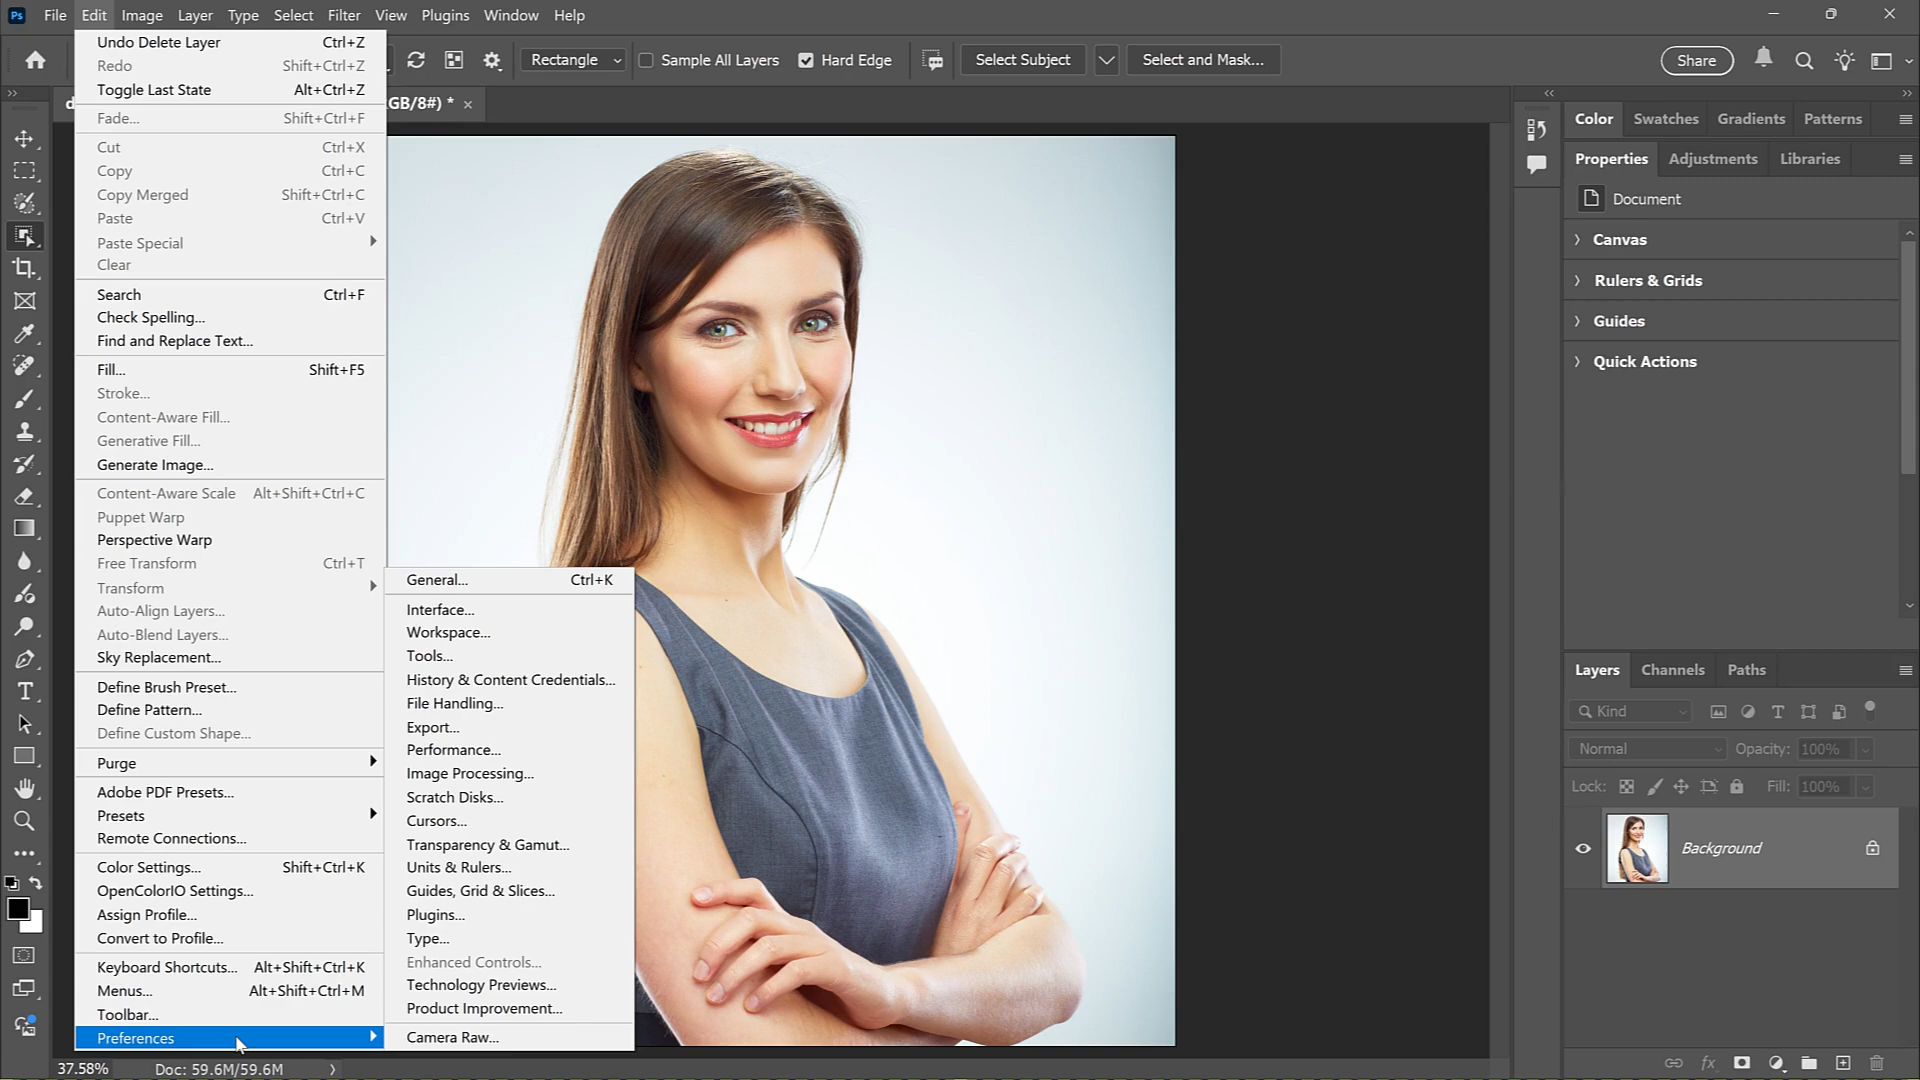 Ps File Edit Image Layer Type Select Filter View Plugins Window Help
Rectangle Sample All Layers Hard Edge Select Subject Select and Mask... Share
GB/8#) *
Undo Delete Layer Ctrl+Z
Redo Shift+Ctrl+Z
Toggle Last State Alt+Ctrl+Z
Fade... Shift+Ctrl+F
Cut Ctrl+X
Copy Ctrl+C
Copy Merged Shift+Ctrl+C
Paste Ctrl+V
Paste Special
Clear
Search Ctrl+F
Check Spelling...
Find and Replace Text...
Fill... Shift+F5
Stroke...
Content-Aware Fill...
Generative Fill...
Generate Image...
Content-Aware Scale Alt+Shift+Ctrl+C
Puppet Warp
Perspective Warp
Free Transform Ctrl+T
Transform
Auto-Align Layers...
Auto-Blend Layers...
Sky Replacement...
Define Brush Preset...
Define Pattern...
Define Custom Shape...
Purge
Adobe PDF Presets...
Presets
Remote Connections...
Color Settings... Shift+Ctrl+K
OpenColorIO Settings...
Assign Profile...
Convert to Profile...
Keyboard Shortcuts... Alt+Shift+Ctrl+K
Menus... Alt+Shift+Ctrl+M
Toolbar...
Preferences
General... Ctrl+K
Interface...
Workspace...
Tools...
History & Content Credentials...
File Handling...
Export...
Performance...
Image Processing...
Scratch Disks...
Cursors...
Transparency & Gamut...
Units & Rulers...
Guides, Grid & Slices...
Plugins...
Type...
Enhanced Controls...
Technology Previews...
Product Improvement...
Camera Raw...
Color Swatches Gradients Patterns
Properties Adjustments Libraries
Document
Canvas
Rulers & Grids
Guides
Quick Actions
Layers Channels Paths
Kind
Normal Opacity: 100%
Lock: Fill: 100%
Background
fx
37.58% Doc: 59.6M/59.6M